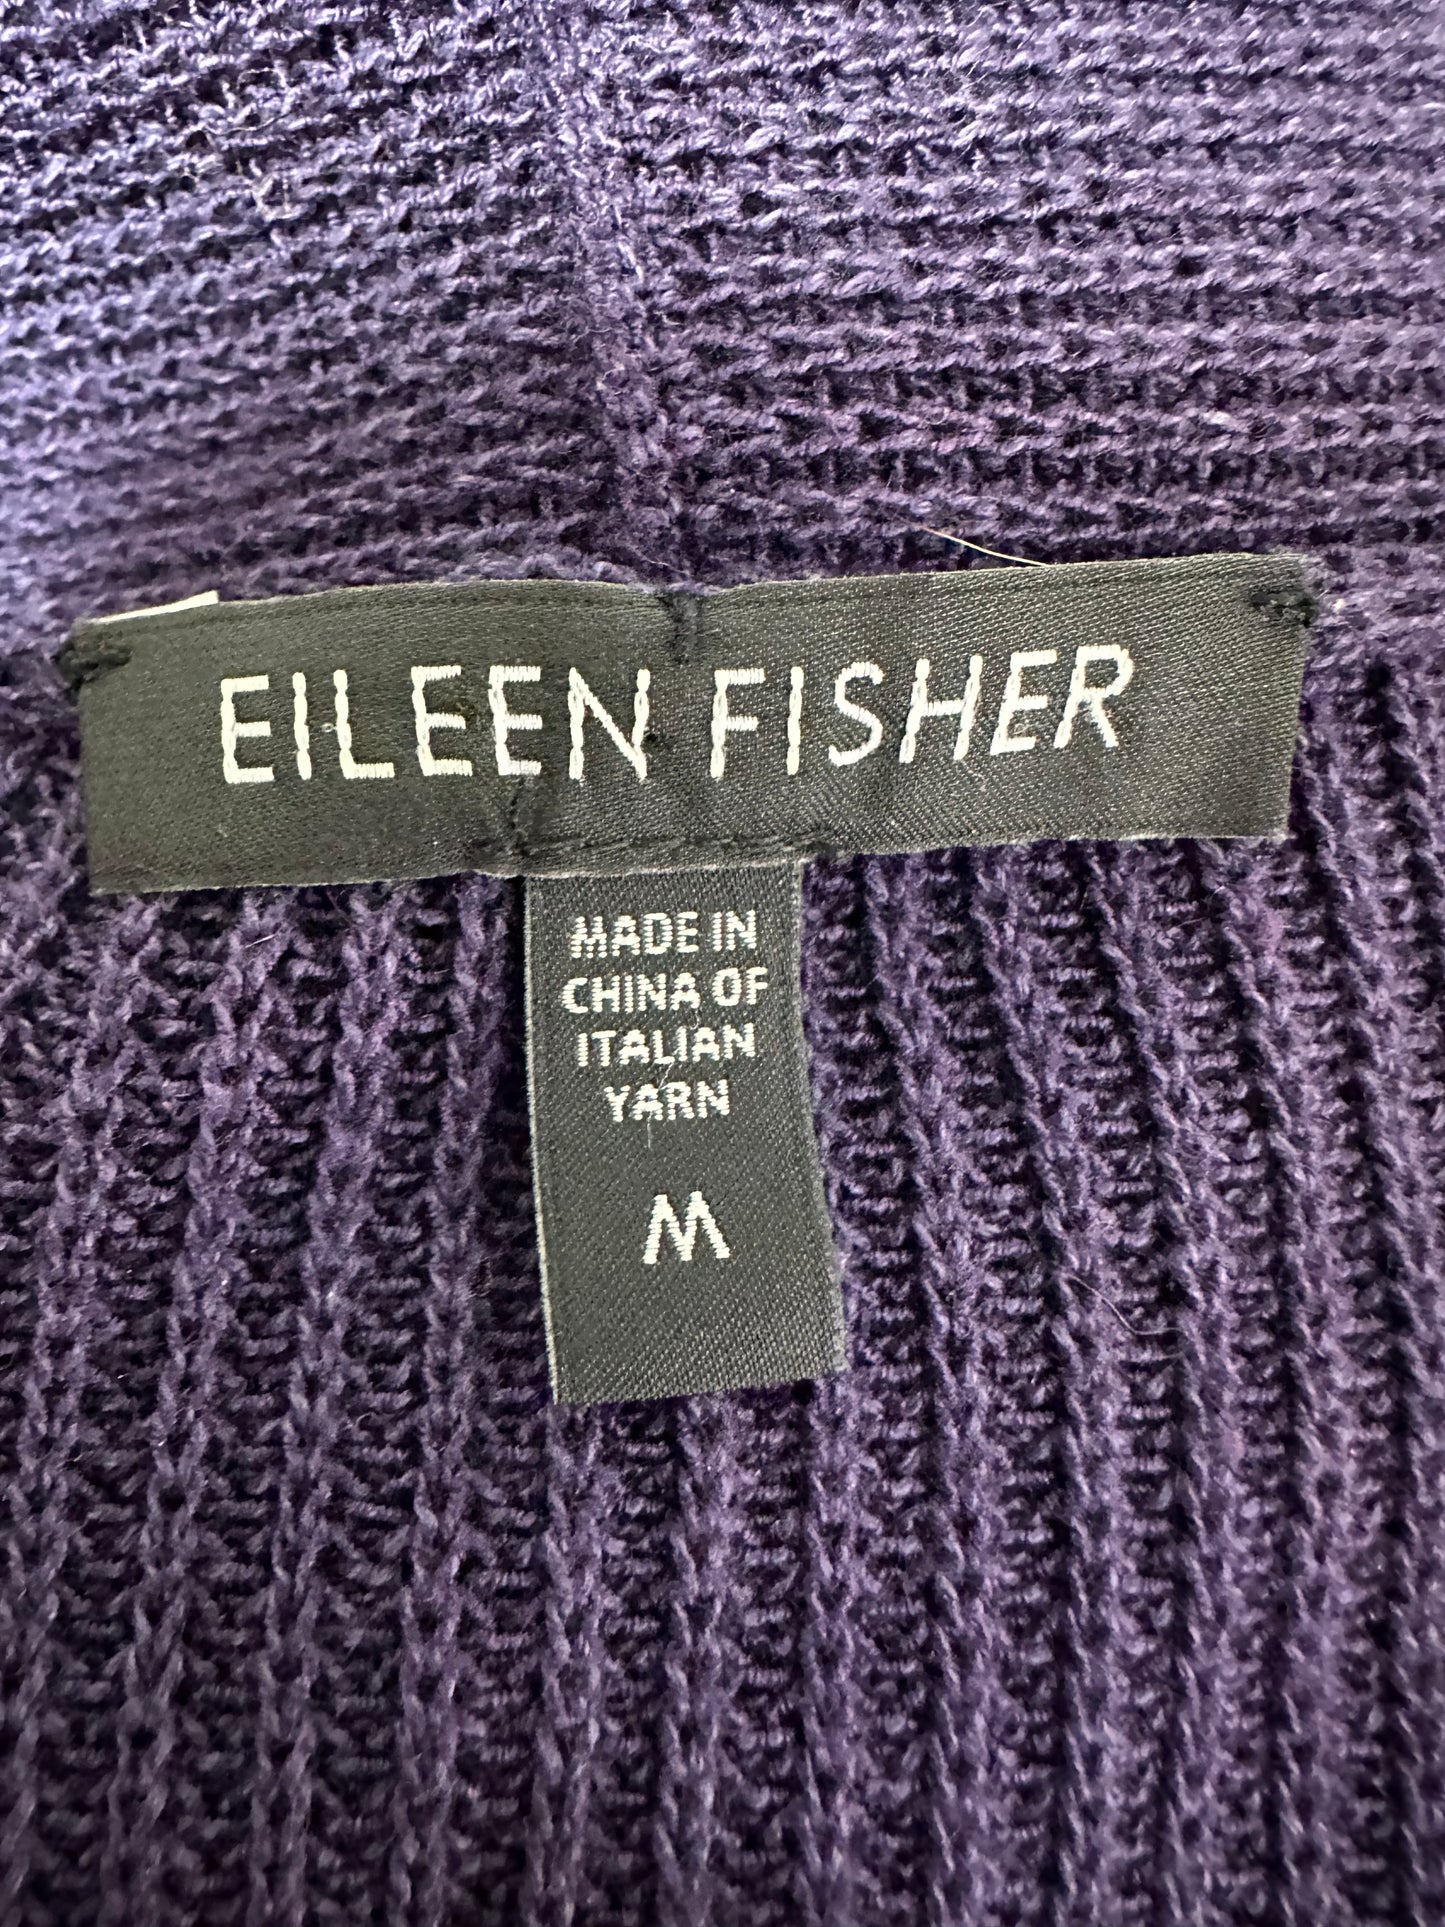 EILEEN FISHER
MADE IN
CHINA OF
ITALIAN
YARN
M